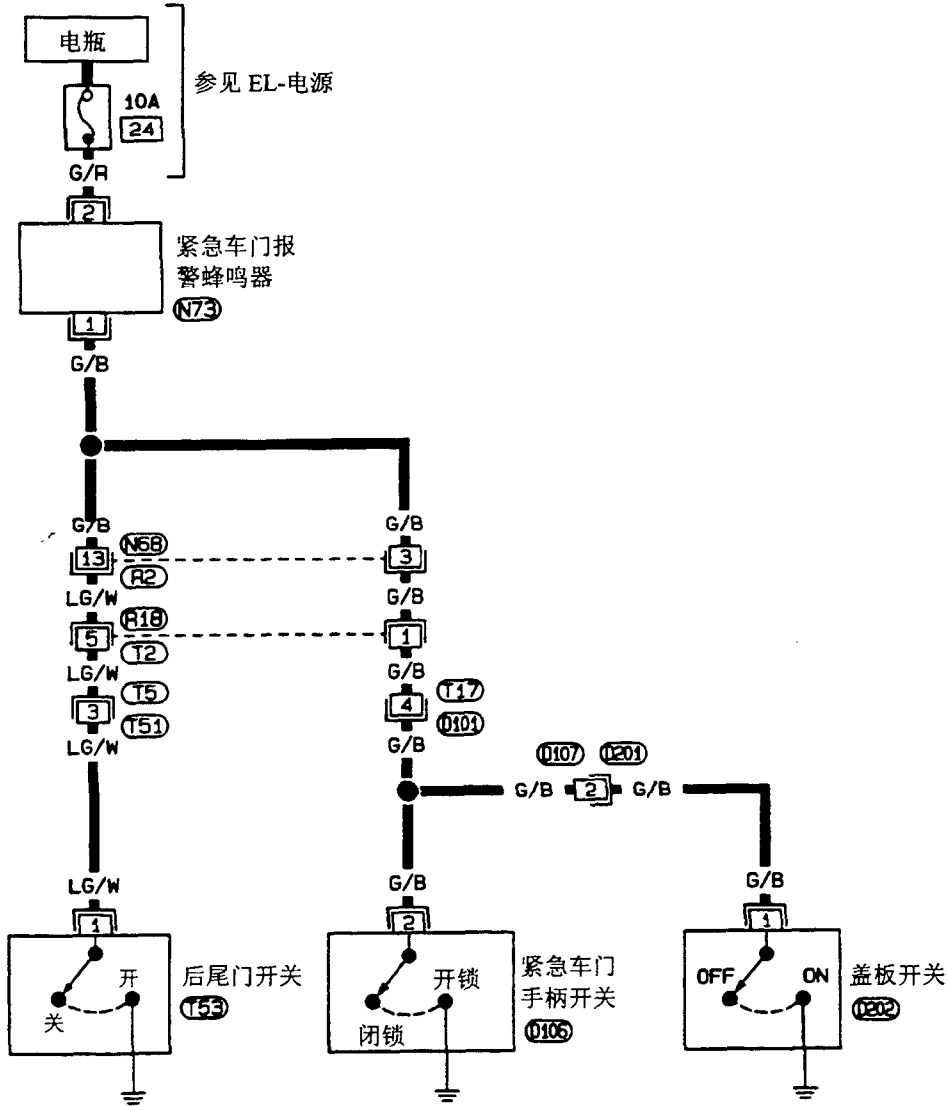 电瓶
参见 EL-电源
10A
24
G/R
2
紧急车门报
警蜂鸣器
N73
1
G/B
G/B
G/B
13
N68
3
R2
LG/W
G/B
R18
5
1
T2
LG/W
G/B
T5
T17
3
4
T51
D101
LG/W
G/B
D107
D201
G/B
2
G/B
LG/W
G/B
G/B
1
2
1
开
关
后尾门开关
T53
开锁
闭锁
紧急车门
手柄开关
D106
OFF
ON
盖板开关
D202